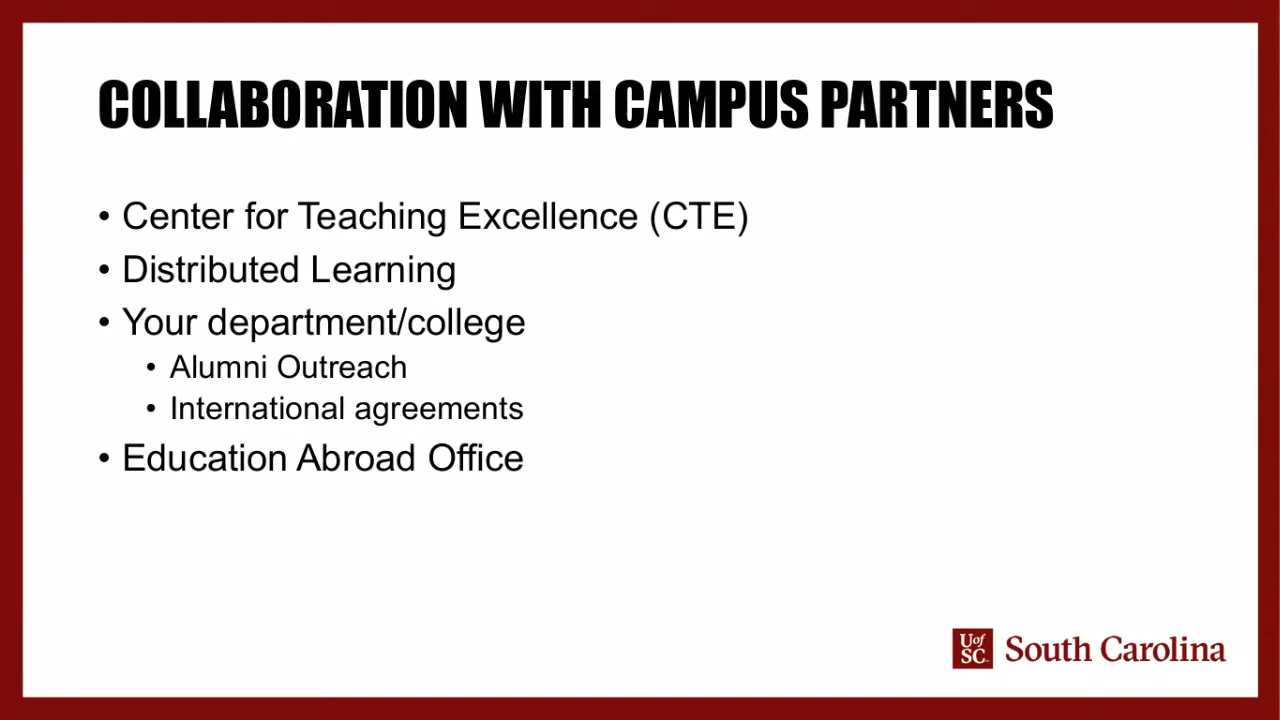 COLLABORATION WITH CAMPUS PARTNERS
• Center for Teaching Excellence (CTE)
• Distributed Learning
• Your department/college
• Alumni Outreach
• International agreements
• Education Abroad Office
UofSC South Carolina